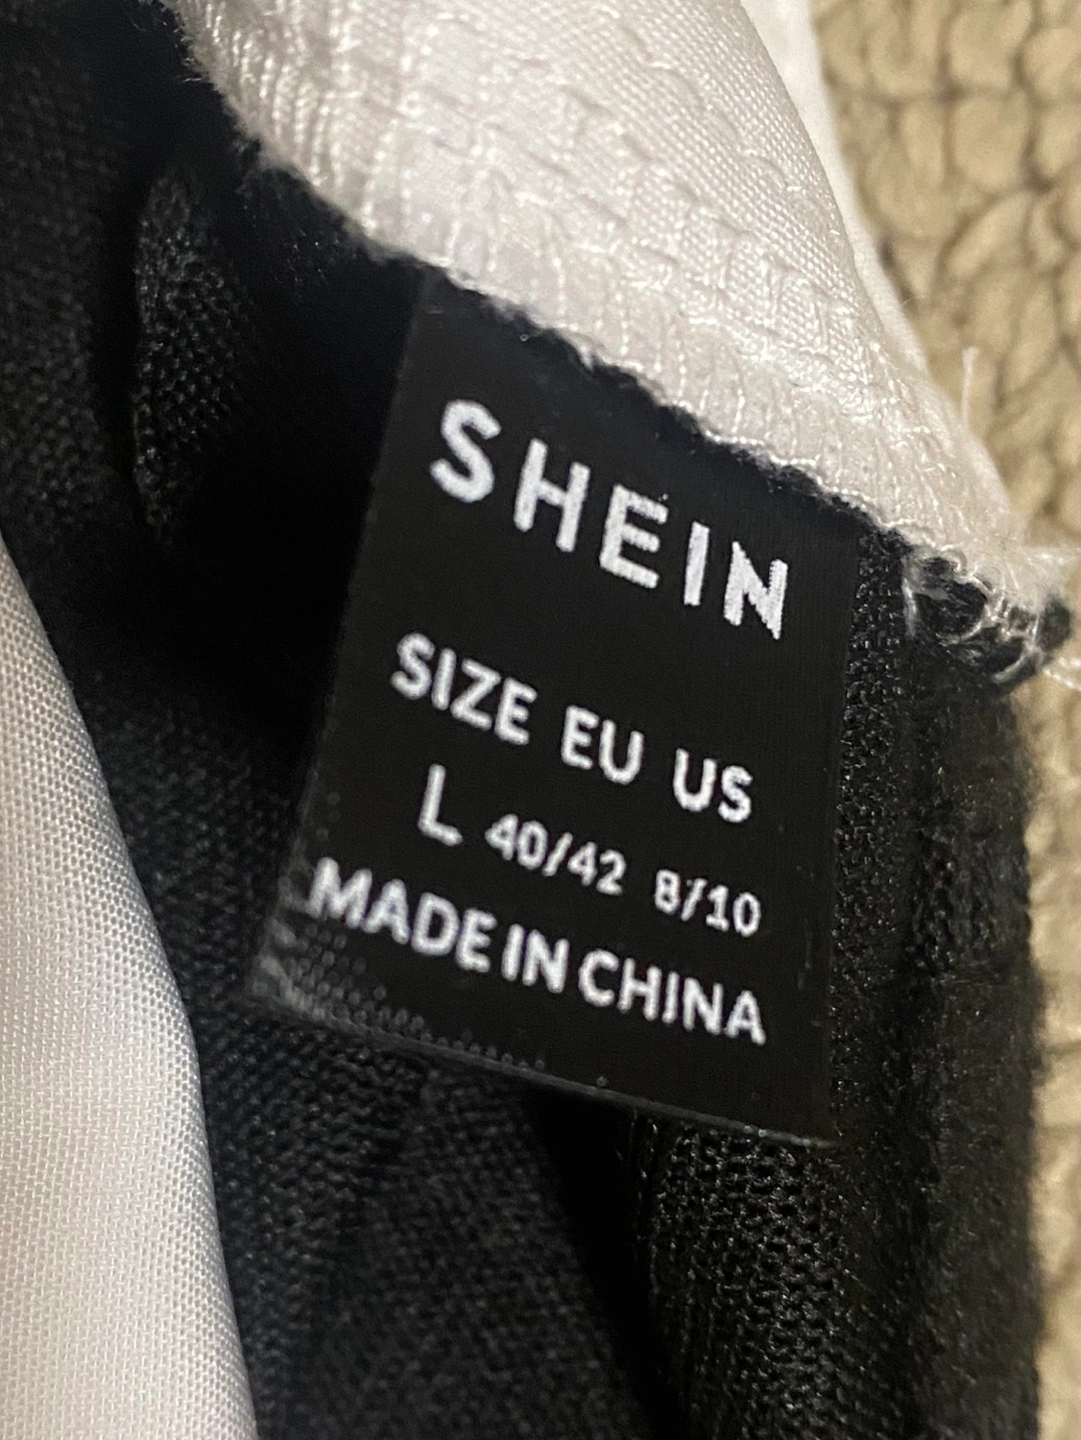 SHEIN
SIZE EU US
L 40/42 8/10
MADE IN CHINA